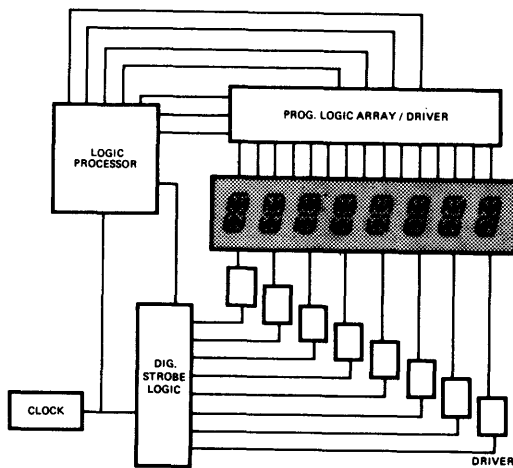 PROG. LOGIC ARRAY / DRIVER
LOGIC
PROCESSOR
DIG.
STROBE
LOGIC
CLOCK
DRIVER